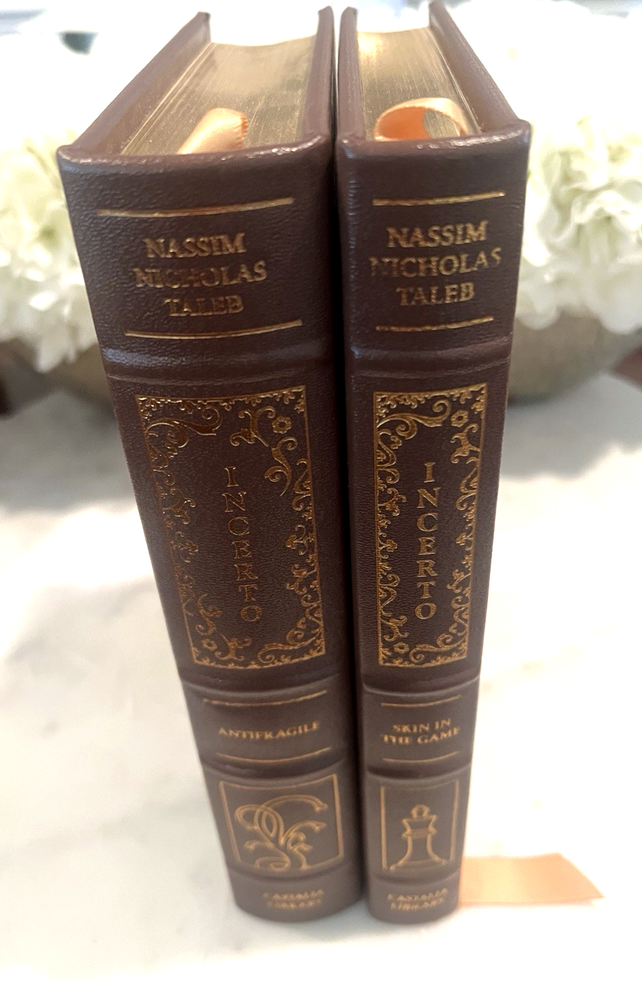 NASSIM
NICHOLAS
TALEB
INCERTO
ANTIFRAGILE
CASTALIA
LIBRARY
NASSIM
NICHOLAS
TALEB
INCERTO
SKIN IN
THE GAME
CASTALIA
LIBRARY